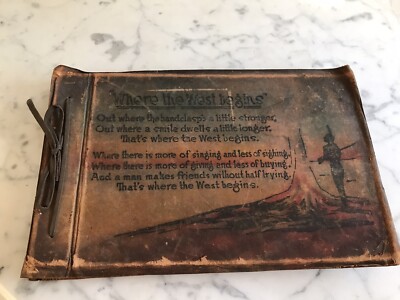 "Where the West begins"
Out where the handclasp's a little stronger,
Out where a smile dwells a little longer.
That's where the West begins.
Where there is more of singing and less of sighing,
Where there is more of giving and less of buying,
And a man makes friends without half trying.
That's where the West begins.